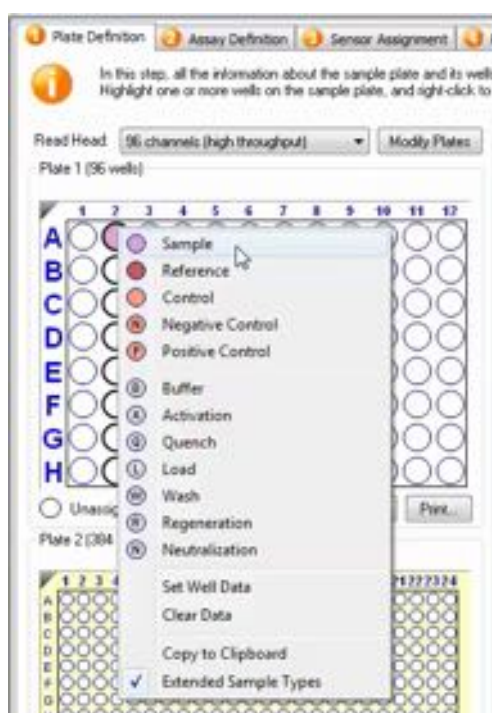 1 Plate Definition 2 Assay Definition 3 Sensor Assignment
In this step, all the information about the sample plate and its wells
Highlight one or more wells on the sample plate, and right-click to
Read Head: 96 channels (high throughput) Modify Plates
Plate 1 (96 wells)
1 2 3 4 5 6 7 8 9 10 11 12
A
Sample
B
Reference
C
Control
D
N Negative Control
P Positive Control
E
B Buffer
F
A Activation
G
Q Quench
H
L Load
W Wash
Print...
R Regeneration
Plate 2 (384
N Neutralization
1 2 3 4 21 22 23 24
Set Well Data
A
B
Clear Data
C
D
E
Copy to Clipboard
F
✓ Extended Sample Types
G